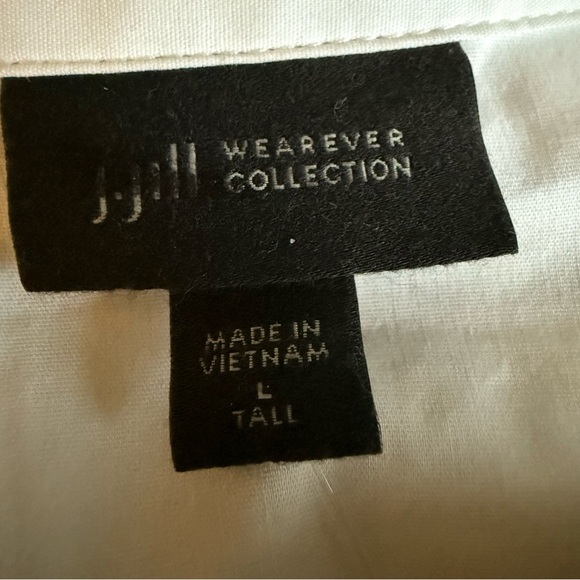 j.jill WEAREVER
COLLECTION
MADE IN
VIETNAM
L
TALL